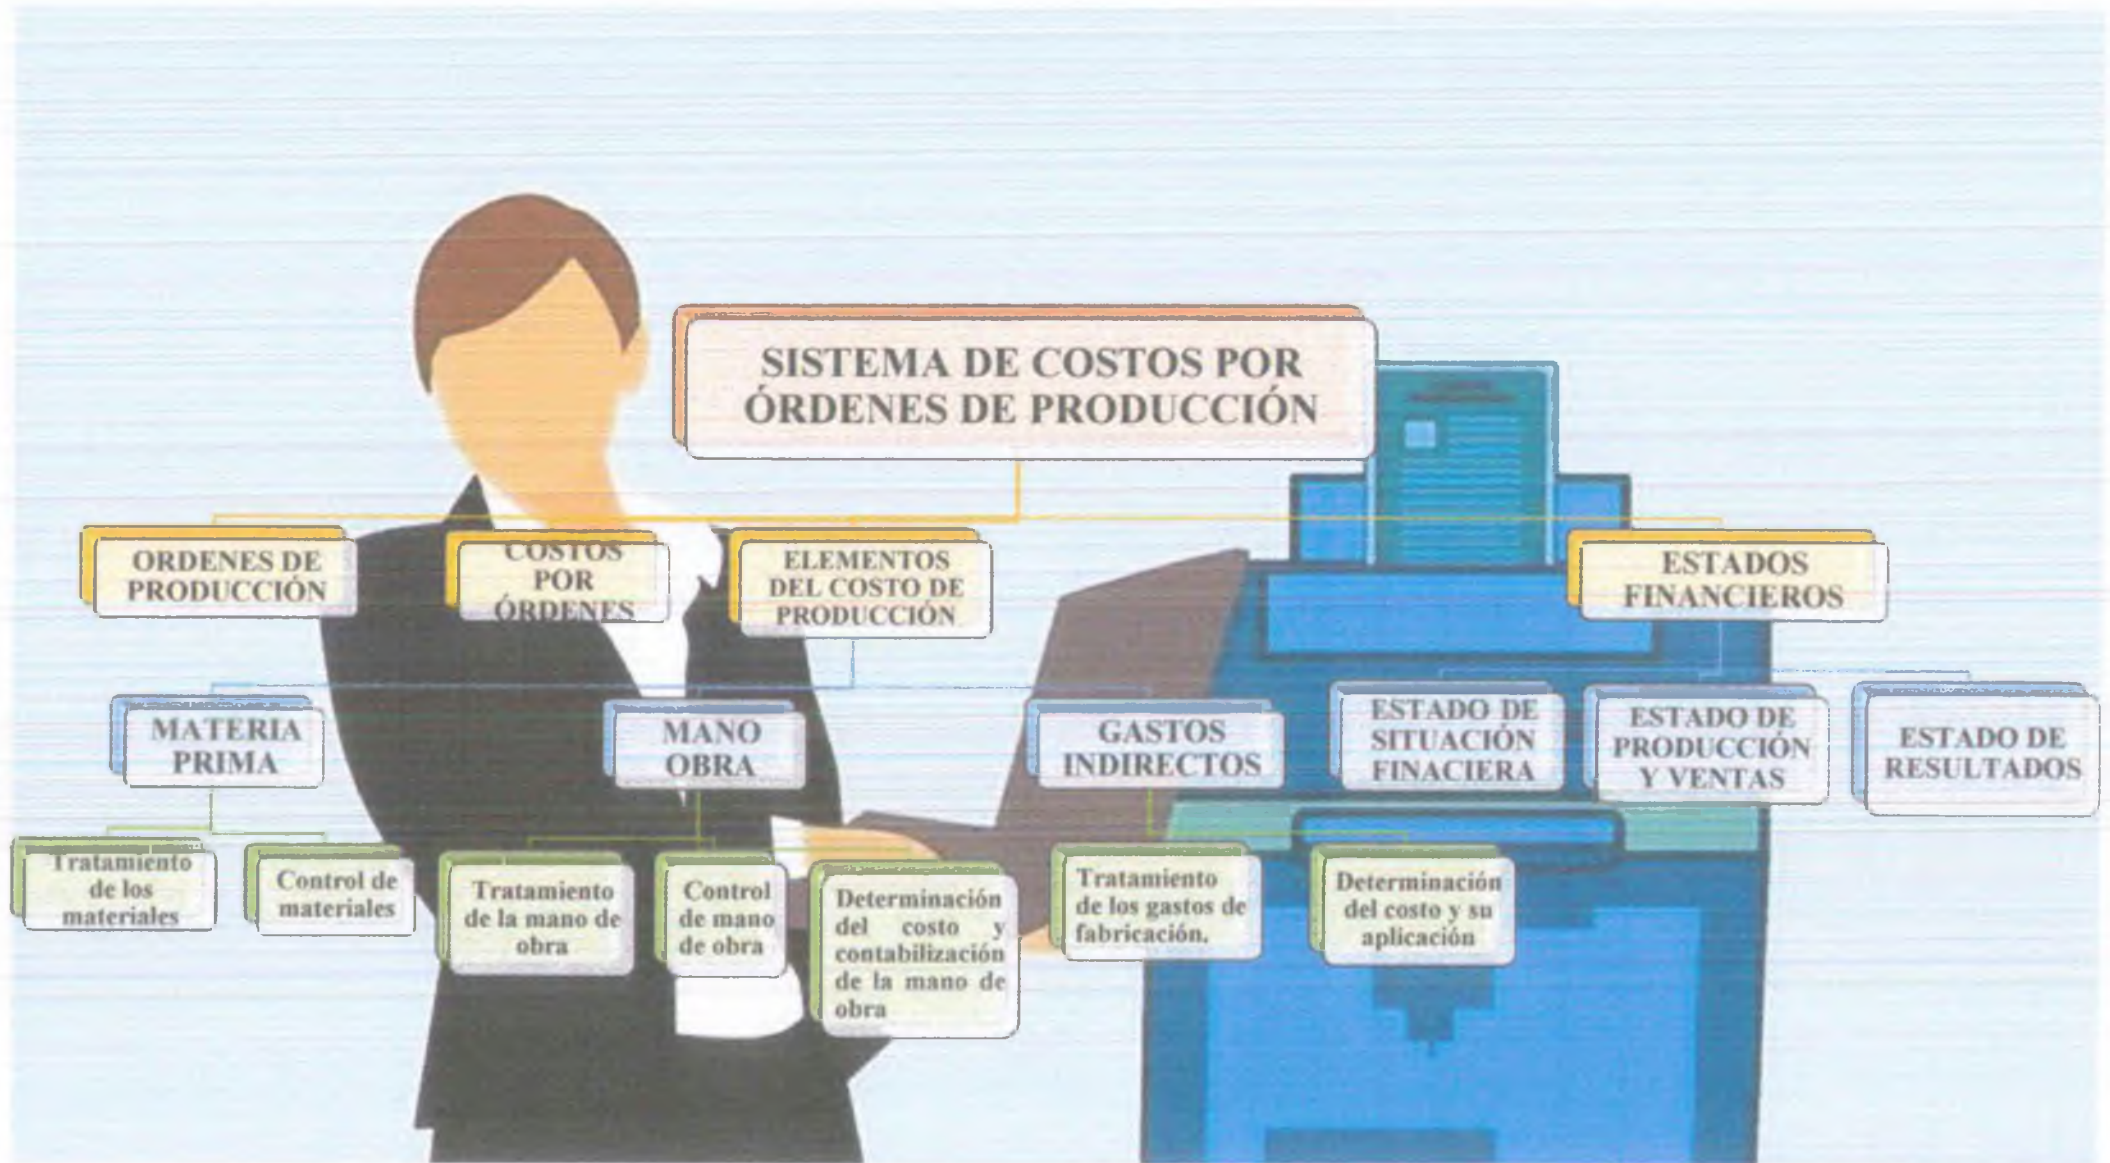 SISTEMA DE COSTOS POR
ÓRDENES DE PRODUCCIÓN
ORDENES DE
PRODUCCIÓN
COSTOS
POR
ÓRDENES
ELEMENTOS
DEL COSTO DE
PRODUCCIÓN
ESTADOS
FINANCIEROS
MATERIA
PRIMA
MANO
OBRA
GASTOS
INDIRECTOS
ESTADO DE
SITUACIÓN
FINACIERA
ESTADO DE
PRODUCCIÓN
Y VENTAS
ESTADO DE
RESULTADOS
Tratamiento
de los
materiales
Control de
materiales
Tratamiento
de la mano de
obra
Control
de mano
de obra
Determinación
del costo y
contabilización
de la mano de
obra
Tratamiento
de los gastos de
fabricación.
Determinación
del costo y su
aplicación